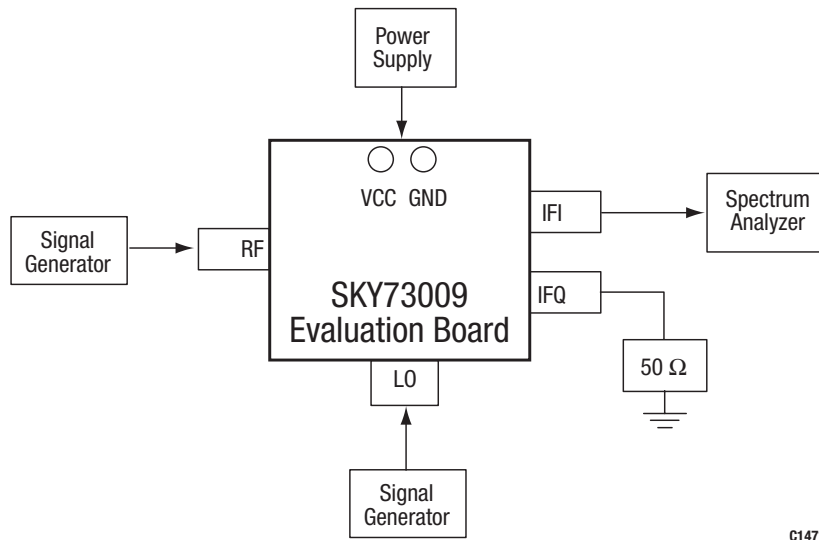 Power
Supply
VCC GND
IFI
Spectrum
Analyzer
Signal
Generator
RF
SKY73009
Evaluation Board
IFQ
50 Ω
LO
Signal
Generator
C147